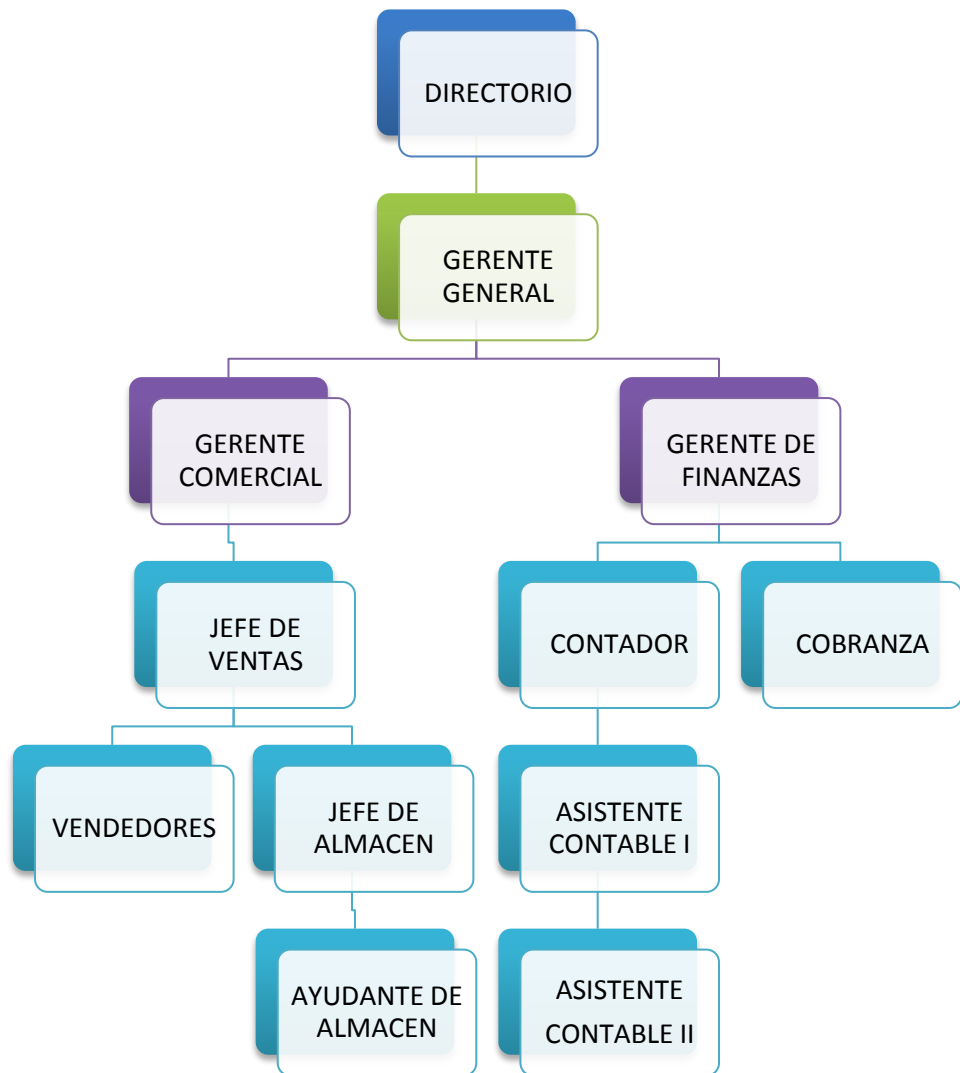 DIRECTORIO
GERENTE
GENERAL
GERENTE
COMERCIAL
GERENTE DE
FINANZAS
JEFE DE
VENTAS
CONTADOR
COBRANZA
VENDEDORES
JEFE DE
ALMACEN
ASISTENTE
CONTABLE I
AYUDANTE DE
ALMACEN
ASISTENTE
CONTABLE II